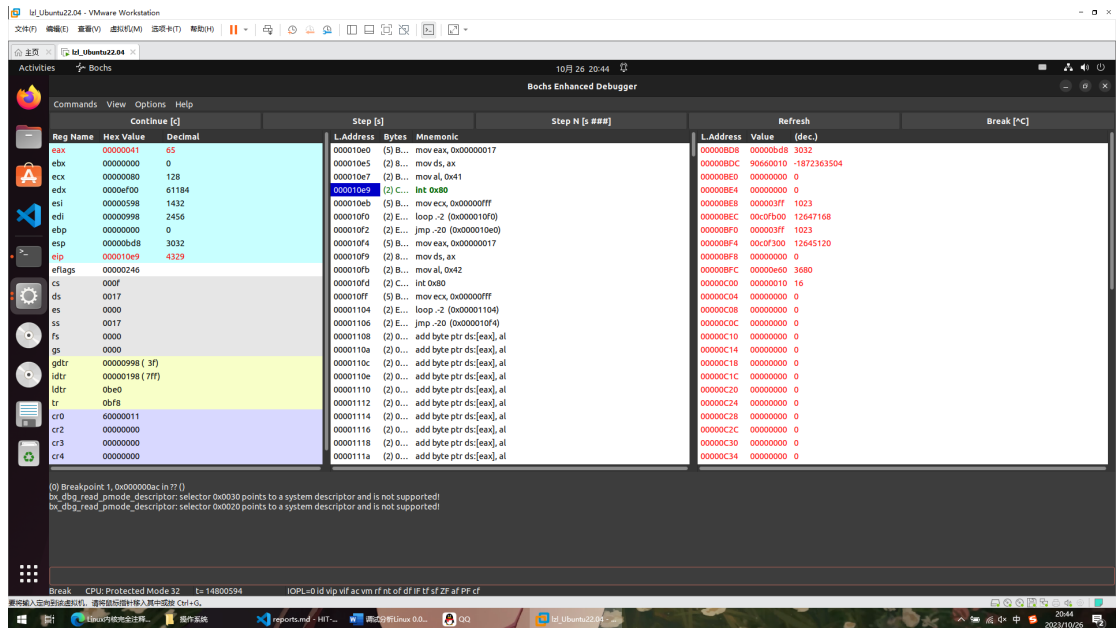 lzl_Ubuntu22.04 - VMware Workstation
文件(F) 编辑(E) 查看(V) 虚拟机(M) 选项卡(T) 帮助(H)
主页 lzl_Ubuntu22.04
Activities Bochs 10月 26 20:44
Bochs Enhanced Debugger
Commands View Options Help
Continue [c] Step [s] Step N [s ###] Refresh Break [^C]
Reg Name Hex Value Decimal L.Address Bytes Mnemonic L.Address Value (dec.)
eax 00000041 65 000010e0 (5) B... mov eax, 0x00000017 00000BD8 00000bd8 3032
ebx 00000000 0 000010e5 (2) 8... mov ds, ax 00000BDC 90660010 -1872363504
ecx 00000080 128 000010e7 (2) B... mov al, 0x41 00000BE0 00000000 0
edx 0000ef00 61184 000010e9 (2) C... int 0x80 00000BE4 00000000 0
esi 00000598 1432 000010eb (5) B... mov ecx, 0x00000fff 00000BE8 000003ff 1023
edi 00000998 2456 000010f0 (2) E... loop .-2 (0x000010f0) 00000BEC 00c0fb00 12647168
ebp 00000000 0 000010f2 (2) E... jmp .-20 (0x000010e0) 00000BF0 000003ff 1023
esp 00000bd8 3032 000010f4 (5) B... mov eax, 0x00000017 00000BF4 00c0f300 12645120
eip 000010e9 4329 000010f9 (2) 8... mov ds, ax 00000BF8 00000000 0
eflags 00000246 000010fb (2) B... mov al, 0x42 00000BFC 00000e60 3680
cs 000f 000010fd (2) C... int 0x80 00000C00 00000010 16
ds 0017 000010ff (5) B... mov ecx, 0x00000fff 00000C04 00000000 0
es 0000 00001104 (2) E... loop .-2 (0x00001104) 00000C08 00000000 0
ss 0017 00001106 (2) E... jmp .-20 (0x000010f4) 00000C0C 00000000 0
fs 0000 00001108 (2) 0... add byte ptr ds:[eax], al 00000C10 00000000 0
gs 0000 0000110a (2) 0... add byte ptr ds:[eax], al 00000C14 00000000 0
gdtr 00000998 ( 3f) 0000110c (2) 0... add byte ptr ds:[eax], al 00000C18 00000000 0
idtr 00000198 ( 7ff) 0000110e (2) 0... add byte ptr ds:[eax], al 00000C1C 00000000 0
ldtr 0be0 00001110 (2) 0... add byte ptr ds:[eax], al 00000C20 00000000 0
tr 0bf8 00001112 (2) 0... add byte ptr ds:[eax], al 00000C24 00000000 0
cr0 60000011 00001114 (2) 0... add byte ptr ds:[eax], al 00000C28 00000000 0
cr2 00000000 00001116 (2) 0... add byte ptr ds:[eax], al 00000C2C 00000000 0
cr3 00000000 00001118 (2) 0... add byte ptr ds:[eax], al 00000C30 00000000 0
cr4 00000000 0000111a (2) 0... add byte ptr ds:[eax], al 00000C34 00000000 0
(0) Breakpoint 1, 0x000000ac in ?? ()
bx_dbg_read_pmode_descriptor: selector 0x0030 points to a system descriptor and is not supported!
bx_dbg_read_pmode_descriptor: selector 0x0020 points to a system descriptor and is not supported!
Break CPU: Protected Mode 32 t= 14800594 IOPL=0 id vip vif ac vm rf nt of df IF tf sf ZF af PF cf
要将输入定向到该虚拟机，请将鼠标指针移入其中或按 Ctrl+G。
Linux内核完全注释... 操作系统 reports.md - HIT-... 调试分析Linux 0.0... QQ lzl_Ubuntu22.04 - ... 中 20:44
2023/10/26